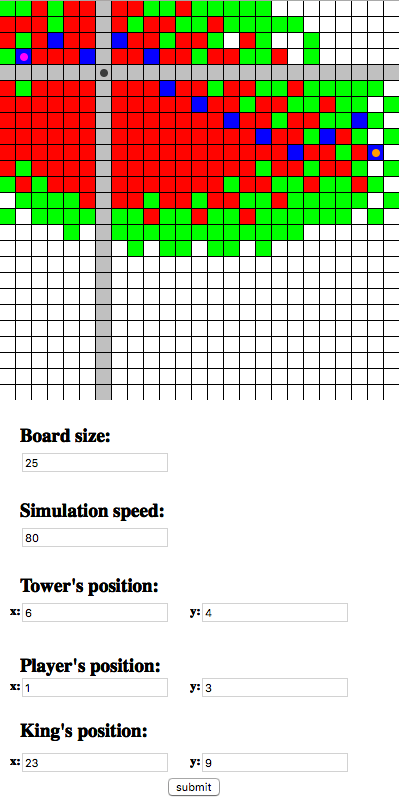 Board size:
25
Simulation speed:
80
Tower's position:
x: 6 y: 4
Player's position:
x: 1 y: 3
King's position:
x: 23 y: 9
submit